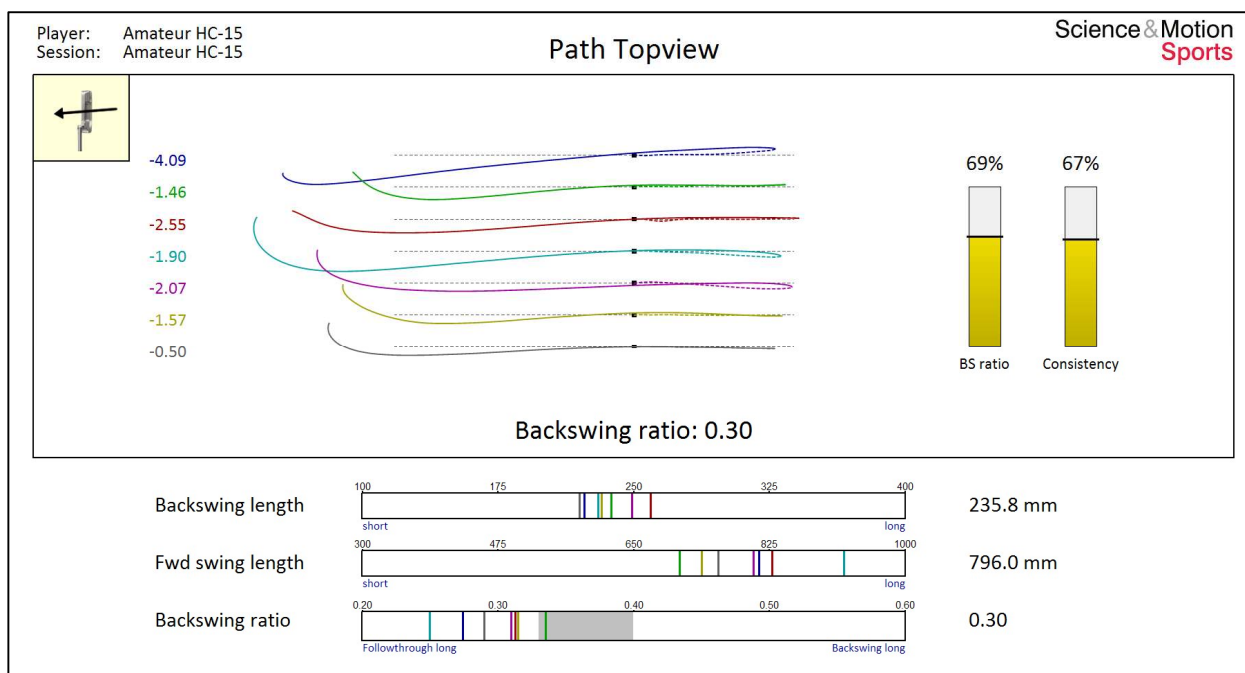 Player: Amateur HC-15
Session: Amateur HC-15
Path Topview
Science&Motion
Sports
-4.09
-1.46
-2.55
-1.90
-2.07
-1.57
-0.50
69% 67%
BS ratio Consistency
Backswing ratio: 0.30
100 175 250 325 400
Backswing length 235.8 mm
short long
300 475 650 825 1000
Fwd swing length 796.0 mm
short long
0.20 0.30 0.40 0.50 0.60
Backswing ratio 0.30
Followthrough long Backswing long